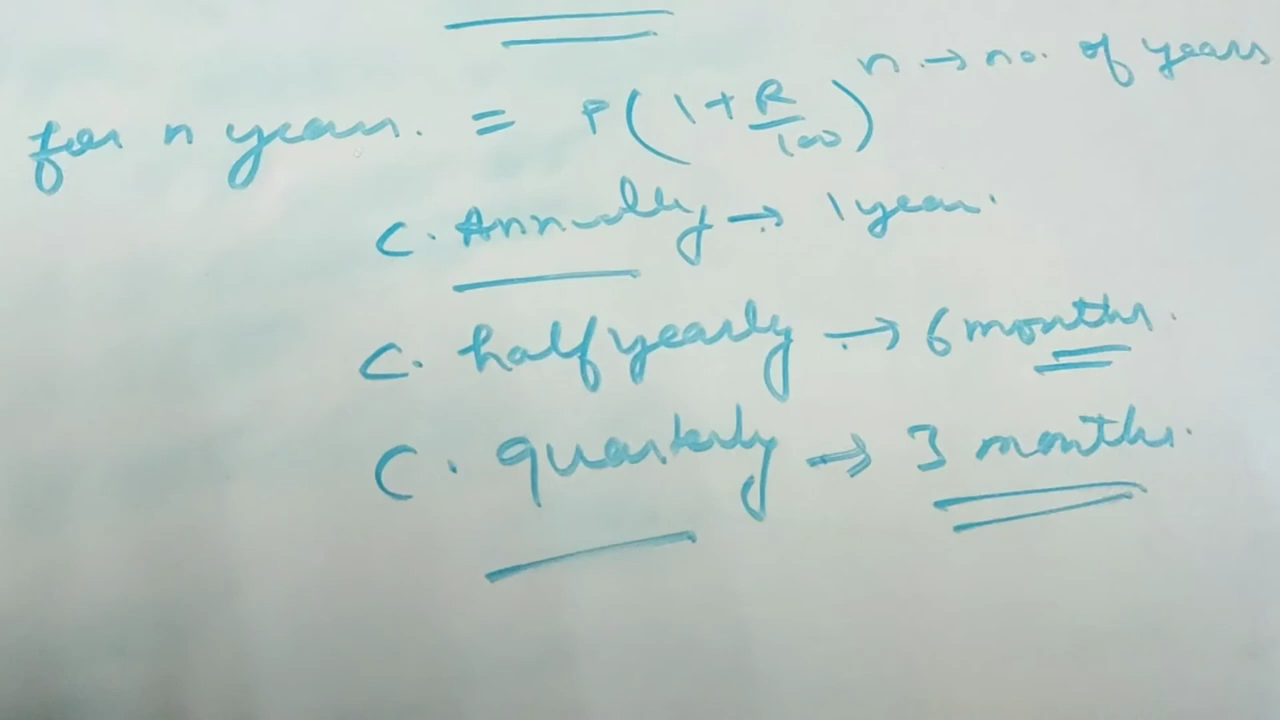 for n years. = P(1+R/100)^n → no. of years
C. Annually → 1 year.
C. half yearly → 6 months.
C. quarterly → 3 months.